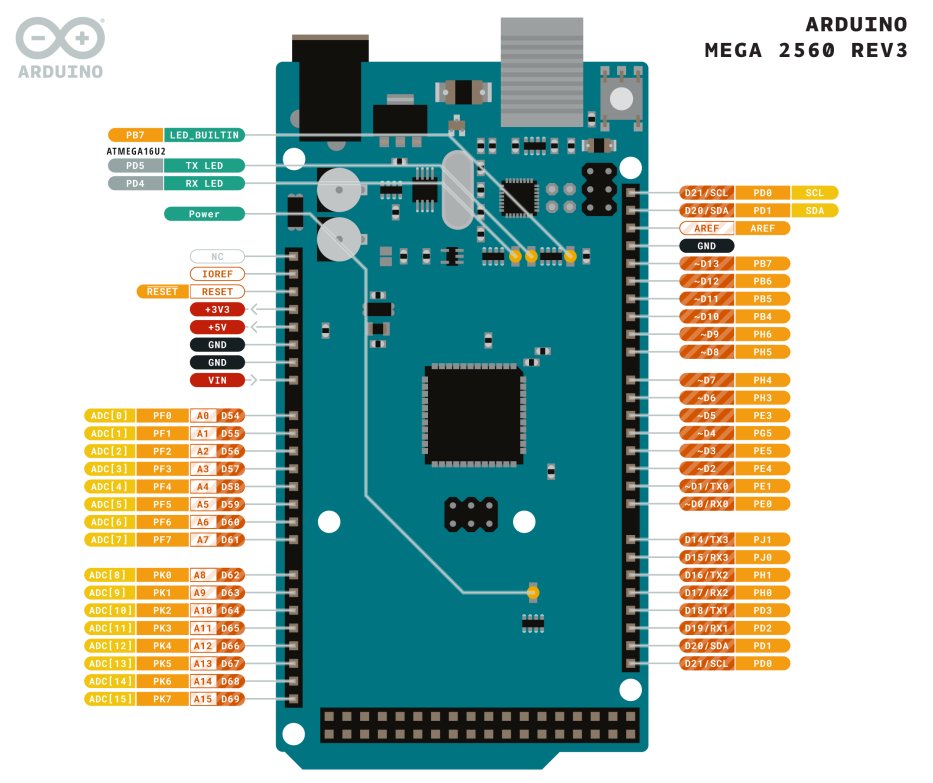 ARDUINO
ARDUINO
MEGA 2560 REV3
PB7 LED_BUILTIN
ATMEGA16U2
PD5 TX LED
PD4 RX LED
Power
NC
IOREF
RESET RESET
+3V3
+5V
GND
GND
VIN
ADC[0] PF0 A0 D54
ADC[1] PF1 A1 D55
ADC[2] PF2 A2 D56
ADC[3] PF3 A3 D57
ADC[4] PF4 A4 D58
ADC[5] PF5 A5 D59
ADC[6] PF6 A6 D60
ADC[7] PF7 A7 D61
ADC[8] PK0 A8 D62
ADC[9] PK1 A9 D63
ADC[10] PK2 A10 D64
ADC[11] PK3 A11 D65
ADC[12] PK4 A12 D66
ADC[13] PK5 A13 D67
ADC[14] PK6 A14 D68
ADC[15] PK7 A15 D69
D21/SCL PD0 SCL
D20/SDA PD1 SDA
AREF AREF
GND
~D13 PB7
~D12 PB6
~D11 PB5
~D10 PB4
~D9 PH6
~D8 PH5
~D7 PH4
~D6 PH3
~D5 PE3
~D4 PG5
~D3 PE5
~D2 PE4
~D1/TX0 PE1
~D0/RX0 PE0
D14/TX3 PJ1
D15/RX3 PJ0
D16/TX2 PH1
D17/RX2 PH0
D18/TX1 PD3
D19/RX1 PD2
D20/SDA PD1
D21/SCL PD0